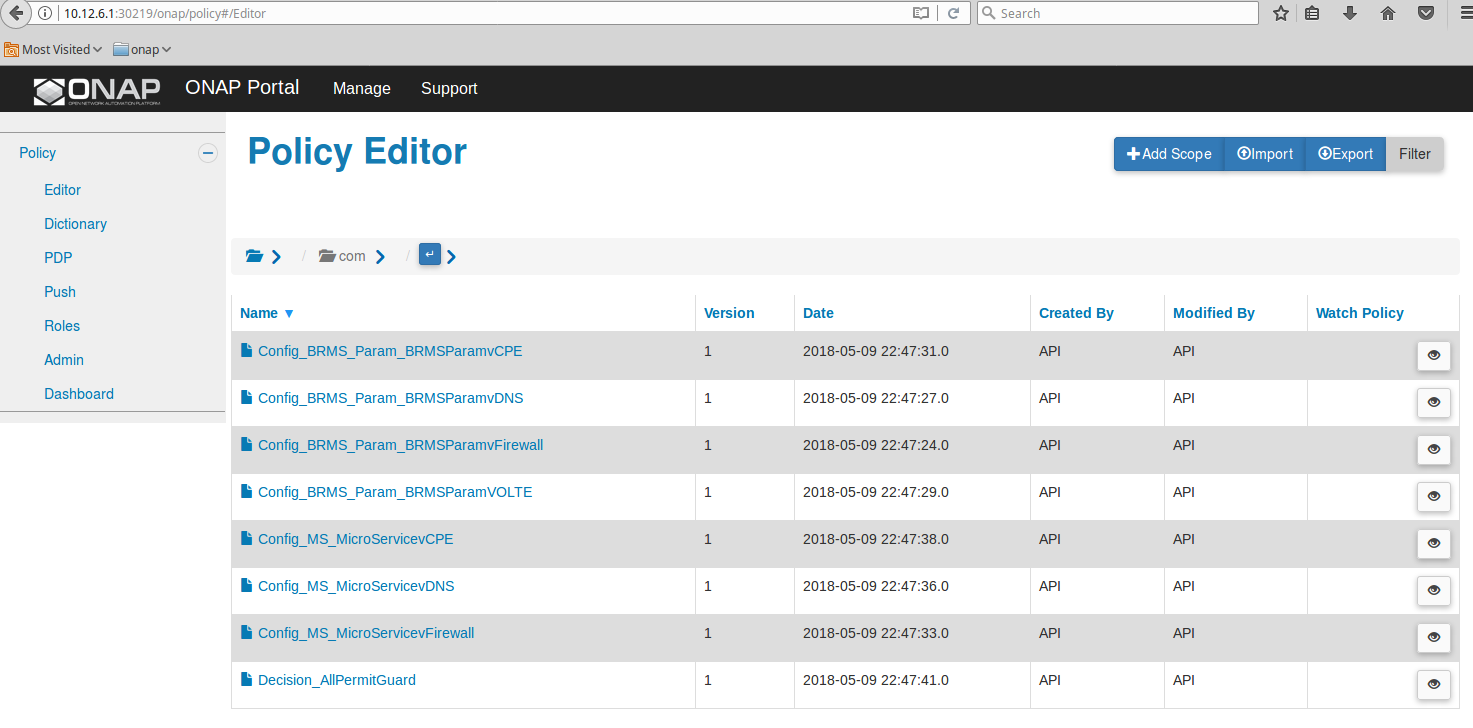 10.12.6.1:30219/onap/policy#/Editor Search
Most Visited onap
ONAP OPEN NETWORK AUTOMATION PLATFORM ONAP Portal Manage Support
Policy
Editor
Dictionary
PDP
Push
Roles
Admin
Dashboard
Policy Editor
Add Scope Import Export Filter
/ com /
Name ▼ Version Date Created By Modified By Watch Policy
Config_BRMS_Param_BRMSParamvCPE 1 2018-05-09 22:47:31.0 API API
Config_BRMS_Param_BRMSParamvDNS 1 2018-05-09 22:47:27.0 API API
Config_BRMS_Param_BRMSParamvFirewall 1 2018-05-09 22:47:24.0 API API
Config_BRMS_Param_BRMSParamVOLTE 1 2018-05-09 22:47:29.0 API API
Config_MS_MicroServicevCPE 1 2018-05-09 22:47:38.0 API API
Config_MS_MicroServicevDNS 1 2018-05-09 22:47:36.0 API API
Config_MS_MicroServicevFirewall 1 2018-05-09 22:47:33.0 API API
Decision_AllPermitGuard 1 2018-05-09 22:47:41.0 API API